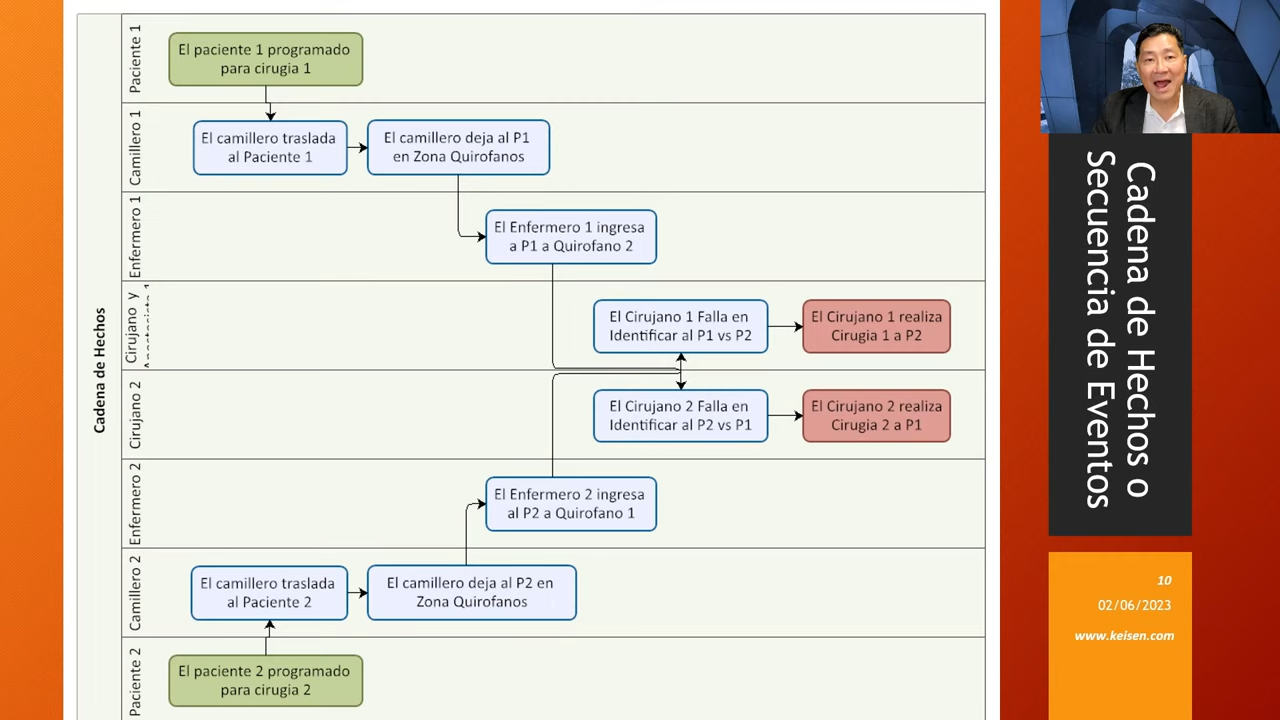 Cadena de Hechos
Paciente 1
El paciente 1 programado
para cirugia 1
Camillero 1
El camillero traslada
al Paciente 1
El camillero deja al P1
en Zona Quirofanos
Enfermero 1
El Enfermero 1 ingresa
a P1 a Quirofano 2
Cirujano y
El Cirujano 1 Falla en
Identificar al P1 vs P2
El Cirujano 1 realiza
Cirugia 1 a P2
Cirujano 2
El Cirujano 2 Falla en
Identificar al P2 vs P1
El Cirujano 2 realiza
Cirugia 2 a P1
Enfermero 2
El Enfermero 2 ingresa
al P2 a Quirofano 1
Camillero 2
El camillero traslada
al Paciente 2
El camillero deja al P2 en
Zona Quirofanos
Paciente 2
El paciente 2 programado
para cirugia 2
Cadena de Hechos o
Secuencia de Eventos
10
02/06/2023
www.keisen.com